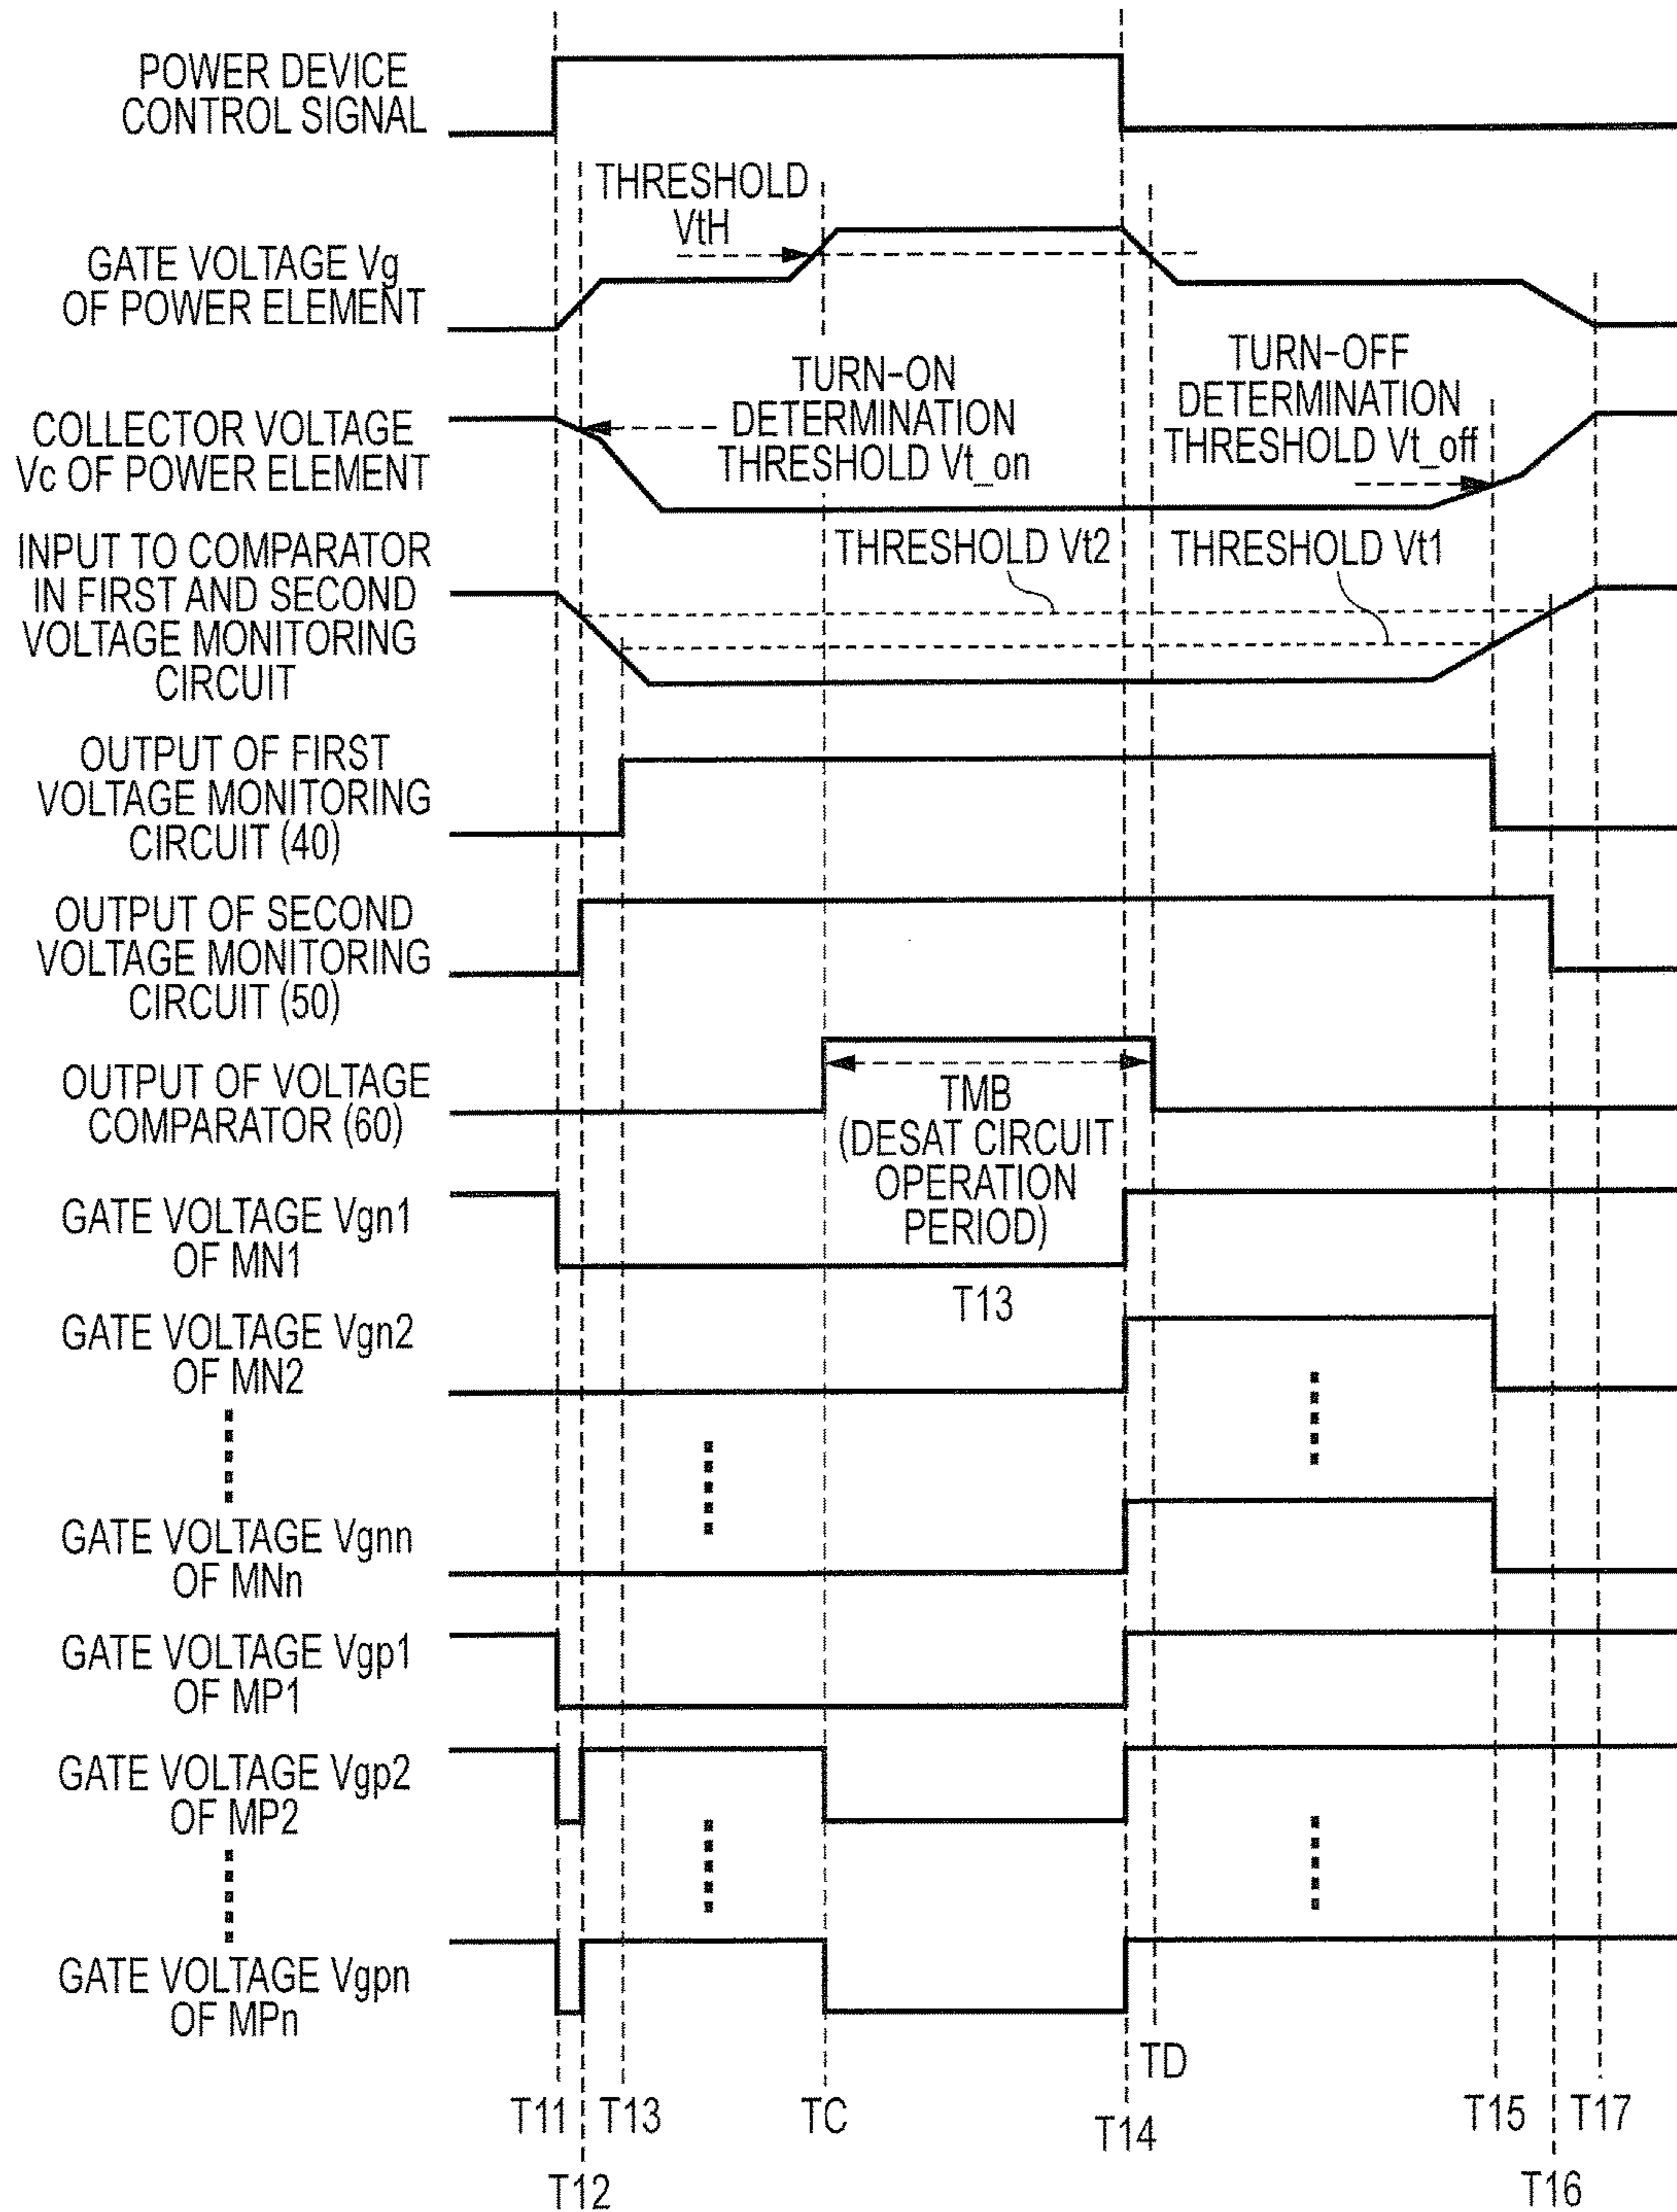 POWER DEVICE
CONTROL SIGNAL
THRESHOLD
VtH
GATE VOLTAGE Vg
OF POWER ELEMENT
TURN-ON
DETERMINATION
THRESHOLD Vt_on
TURN-OFF
DETERMINATION
THRESHOLD Vt_off
COLLECTOR VOLTAGE
Vc OF POWER ELEMENT
INPUT TO COMPARATOR
IN FIRST AND SECOND
VOLTAGE MONITORING
CIRCUIT
THRESHOLD Vt2
THRESHOLD Vt1
OUTPUT OF FIRST
VOLTAGE MONITORING
CIRCUIT (40)
OUTPUT OF SECOND
VOLTAGE MONITORING
CIRCUIT (50)
OUTPUT OF VOLTAGE
COMPARATOR (60)
TMB
(DESAT CIRCUIT
OPERATION
PERIOD)
GATE VOLTAGE Vgn1
OF MN1
T13
GATE VOLTAGE Vgn2
OF MN2
GATE VOLTAGE Vgnn
OF MNn
GATE VOLTAGE Vgp1
OF MP1
GATE VOLTAGE Vgp2
OF MP2
GATE VOLTAGE Vgpn
OF MPn
TD
T11
T13
TC
T14
T15
T17
T12
T16